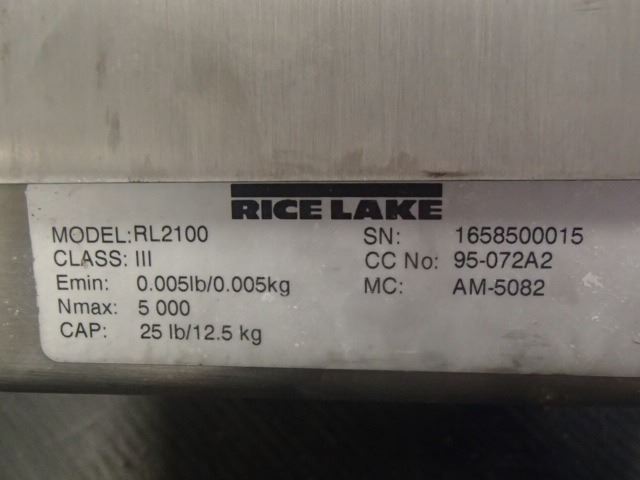 RICE LAKE
MODEL: RL2100
CLASS: III
Emin: 0.005lb/0.005kg
Nmax: 5 000
CAP: 25 lb/12.5 kg
SN: 1658500015
CC No: 95-072A2
MC: AM-5082